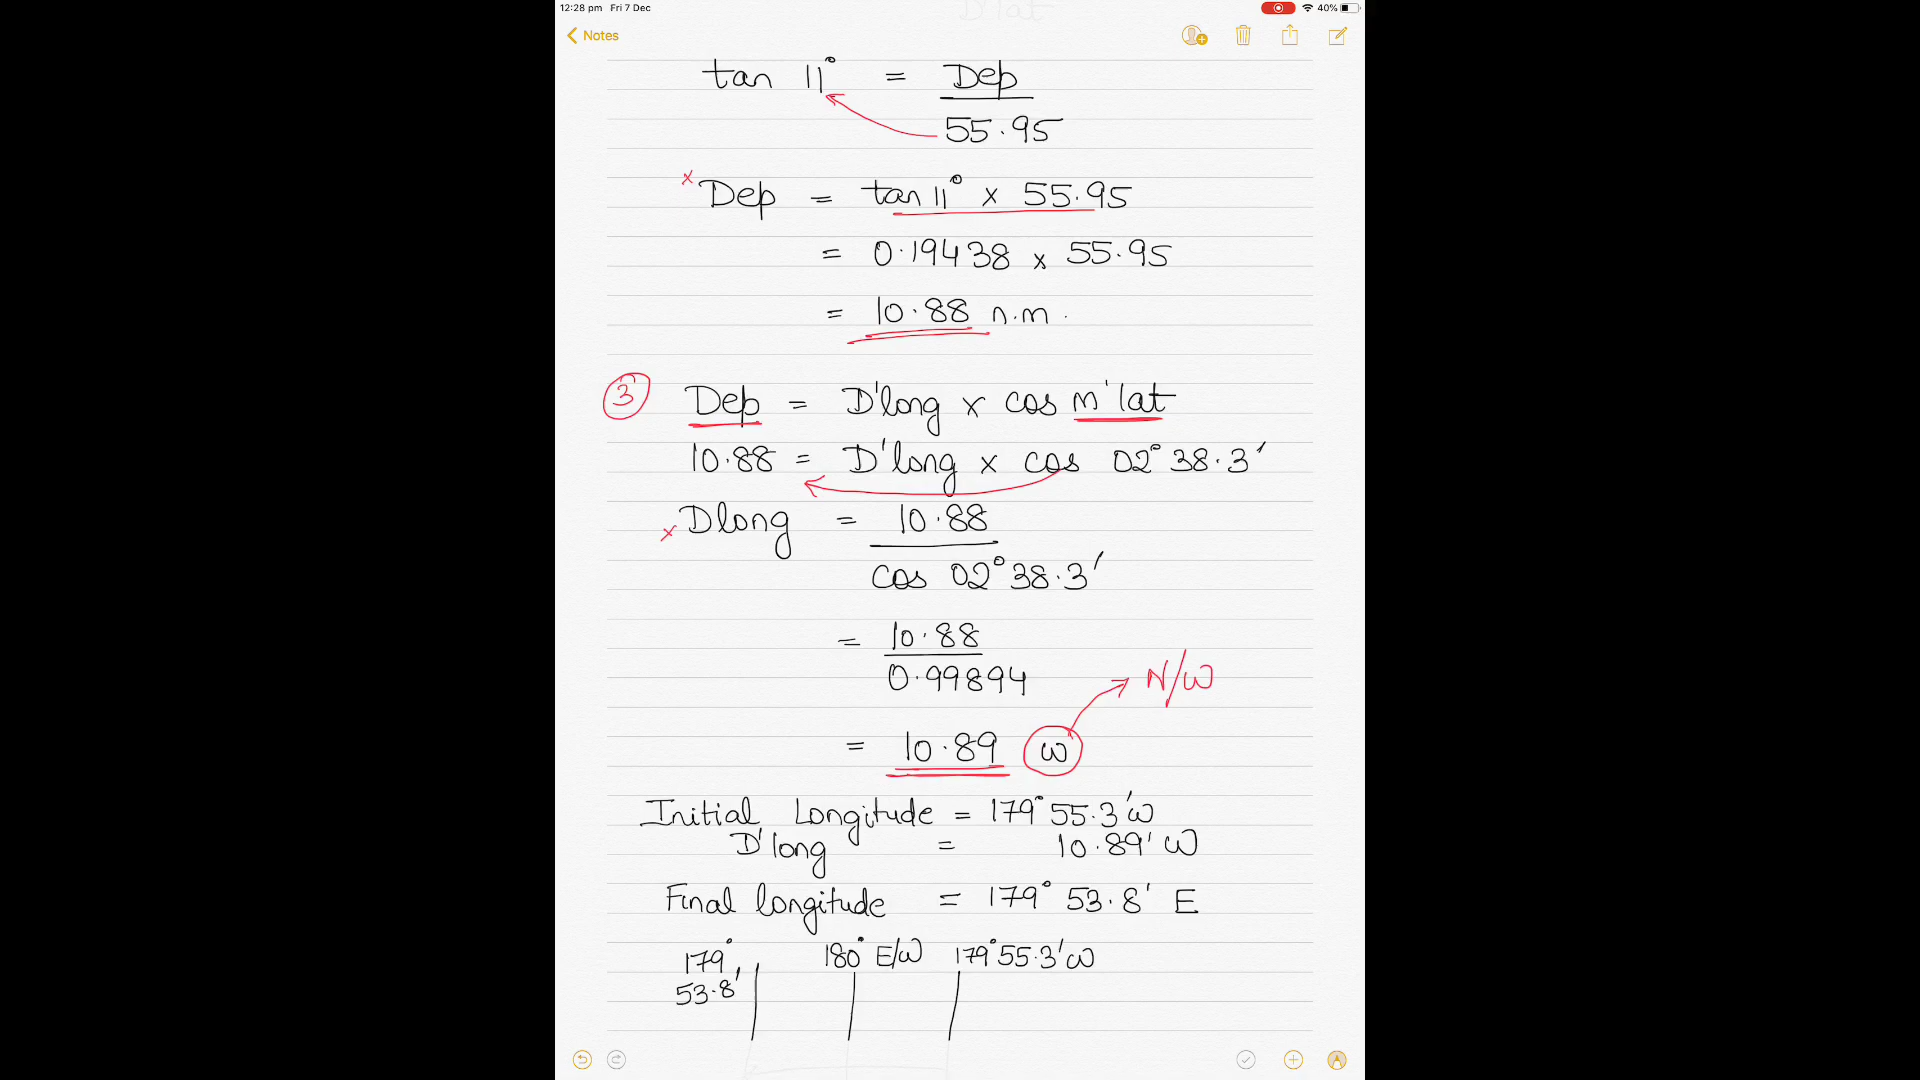 12:28 pm Fri 7 Dec 40%
D'lat
Notes
tan 11° = Dep
55.95
x Dep = tan 11° x 55.95
= 0.19438 x 55.95
= 10.88 n.m.
3 Dep = D'long x cos m'lat
10.88 = D'long x cos 02° 38.3'
x Dlong = 10.88
cos 02° 38.3'
= 10.88
0.99894
N/W
= 10.89 W
Initial Longitude = 179° 55.3' W
D'long = 10.89' W
Final longitude = 179° 53.8' E
179° 180° E/W 179° 55.3' W
53.8'